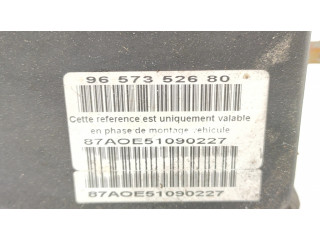 96 573 526 80
Cette reference est uniquement valable
en phase de montage vehicule
87AOE51090227
87AOE51090227